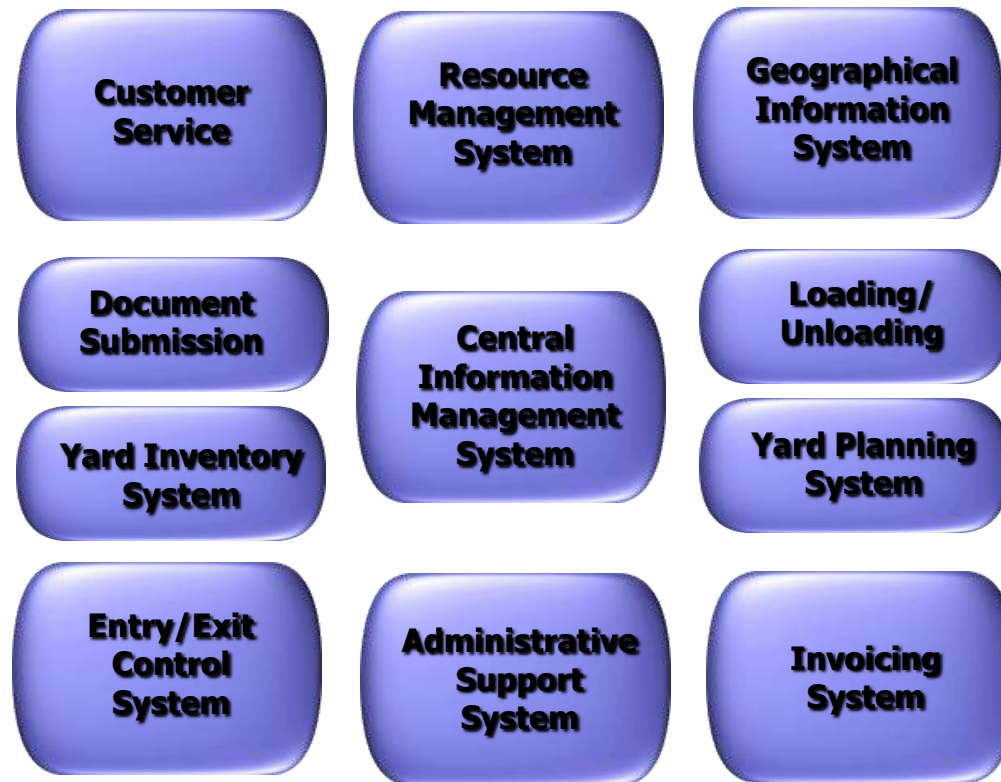 Customer
Service
Resource
Management
System
Geographical
Information
System
Document
Submission
Central
Information
Management
System
Loading/
Unloading
Yard Inventory
System
Yard Planning
System
Entry/Exit
Control
System
Administrative
Support
System
Invoicing
System